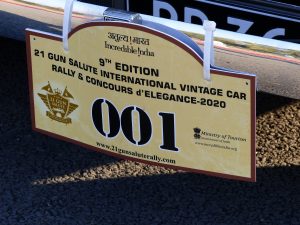 अतुल्य ! भारत
Incredible !ndia
9TH EDITION
21 GUN SALUTE INTERNATIONAL VINTAGE CAR
RALLY & CONCOURS d'ELEGANCE-2020
001
Ministry of Tourism
www.21gunsaluterally.com